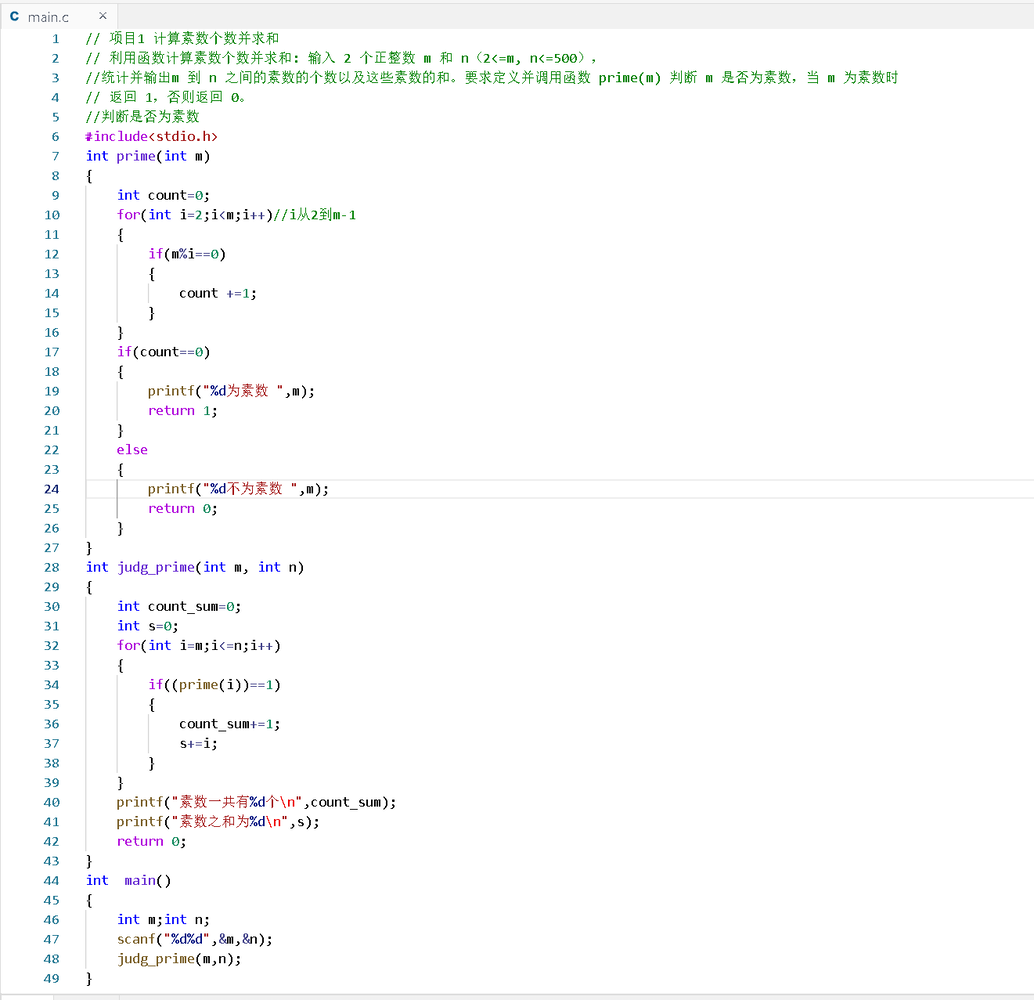 C main.c ×
1 // 项目1 计算素数个数并求和
2 // 利用函数计算素数个数并求和: 输入 2 个正整数 m 和 n（2<=m, n<=500），
3 //统计并输出m 到 n 之间的素数的个数以及这些素数的和。要求定义并调用函数 prime(m) 判断 m 是否为素数，当 m 为素数时
4 // 返回 1，否则返回 0。
5 //判断是否为素数
6 #include<stdio.h>
7 int prime(int m)
8 {
9     int count=0;
10     for(int i=2;i<m;i++)//i从2到m-1
11     {
12         if(m%i==0)
13         {
14             count +=1;
15         }
16     }
17     if(count==0)
18     {
19         printf("%d为素数 ",m);
20         return 1;
21     }
22     else
23     {
24         printf("%d不为素数 ",m);
25         return 0;
26     }
27 }
28 int judg_prime(int m, int n)
29 {
30     int count_sum=0;
31     int s=0;
32     for(int i=m;i<=n;i++)
33     {
34         if((prime(i))==1)
35         {
36             count_sum+=1;
37             s+=i;
38         }
39     }
40     printf("素数一共有%d个\n",count_sum);
41     printf("素数之和为%d\n",s);
42     return 0;
43 }
44 int  main()
45 {
46     int m;int n;
47     scanf("%d%d",&m,&n);
48     judg_prime(m,n);
49 }